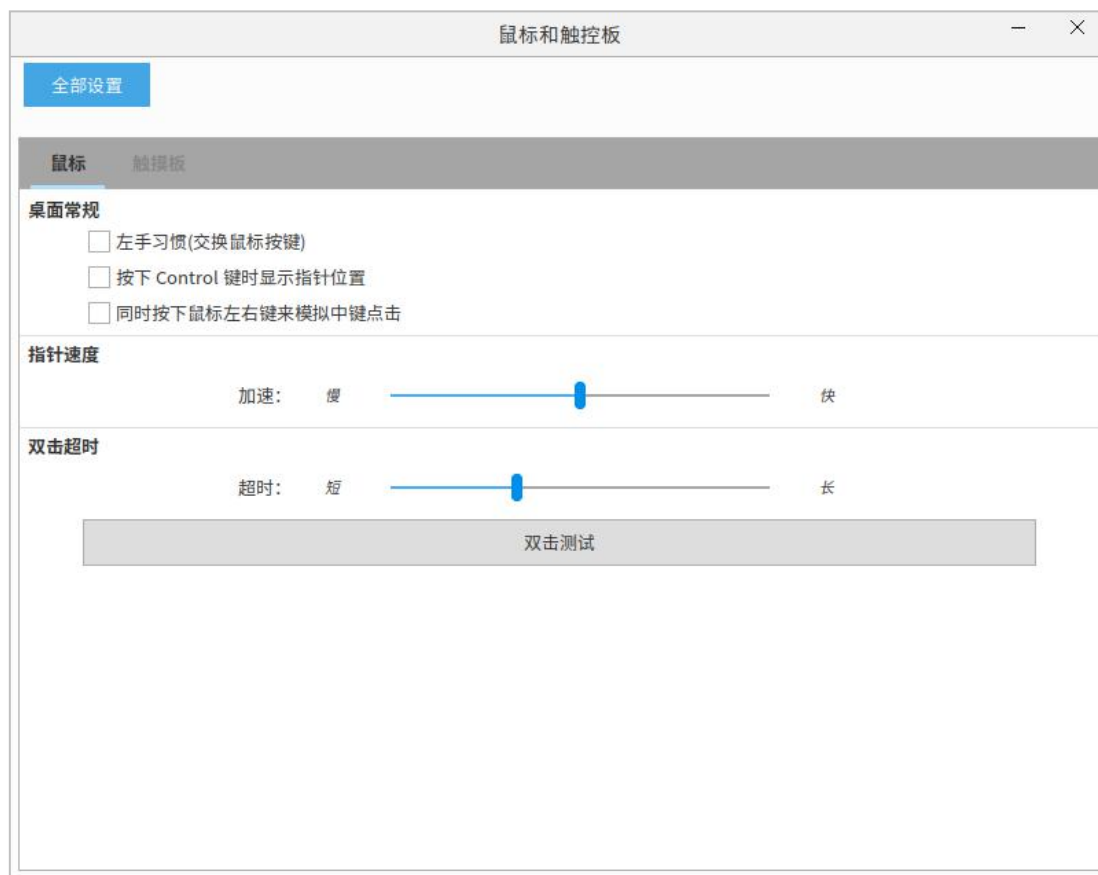 鼠标和触控板
全部设置
鼠标 触摸板
桌面常规
左手习惯(交换鼠标按键)
按下 Control 键时显示指针位置
同时按下鼠标左右键来模拟中键点击
指针速度
加速: 慢 快
双击超时
超时: 短 长
双击测试